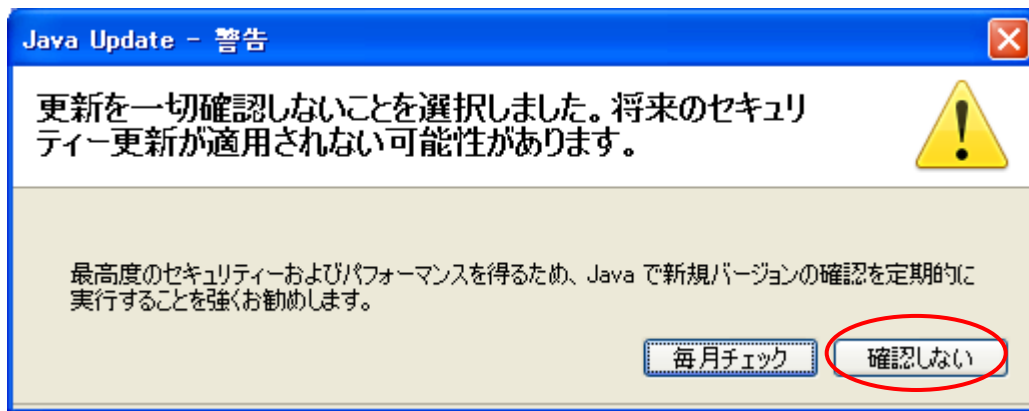 Java Update - 警告
更新を一切確認しないことを選択しました。将来のセキュリ
ティー更新が適用されない可能性があります。
最高度のセキュリティーおよびパフォーマンスを得るため、Java で新規バージョンの確認を定期的に
実行することを強くお勧めします。
毎月チェック
確認しない